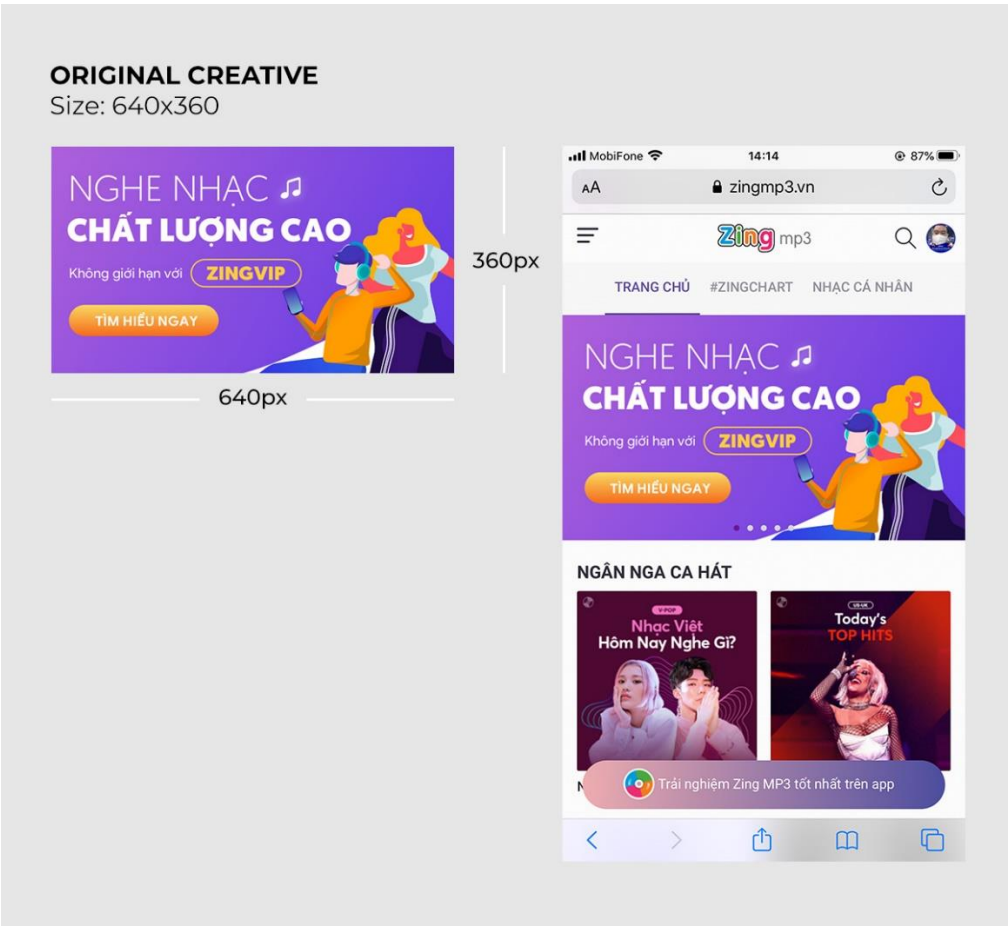 ORIGINAL CREATIVE
Size: 640x360
NGHE NHẠC
CHẤT LƯỢNG CAO
Không giới hạn với ZINGVIP
TÌM HIỂU NGAY
360px
640px
MobiFone 14:14 87%
AA zingmp3.vn
Zing mp3
TRANG CHỦ #ZINGCHART NHẠC CÁ NHÂN
NGHE NHẠC
CHẤT LƯỢNG CAO
Không giới hạn với ZINGVIP
TÌM HIỂU NGAY
NGÂN NGA CA HÁT
V-POP
Nhạc Việt
Hôm Nay Nghe Gì?
US-UK
Today's
TOP HITS
N
Trải nghiệm Zing MP3 tốt nhất trên app